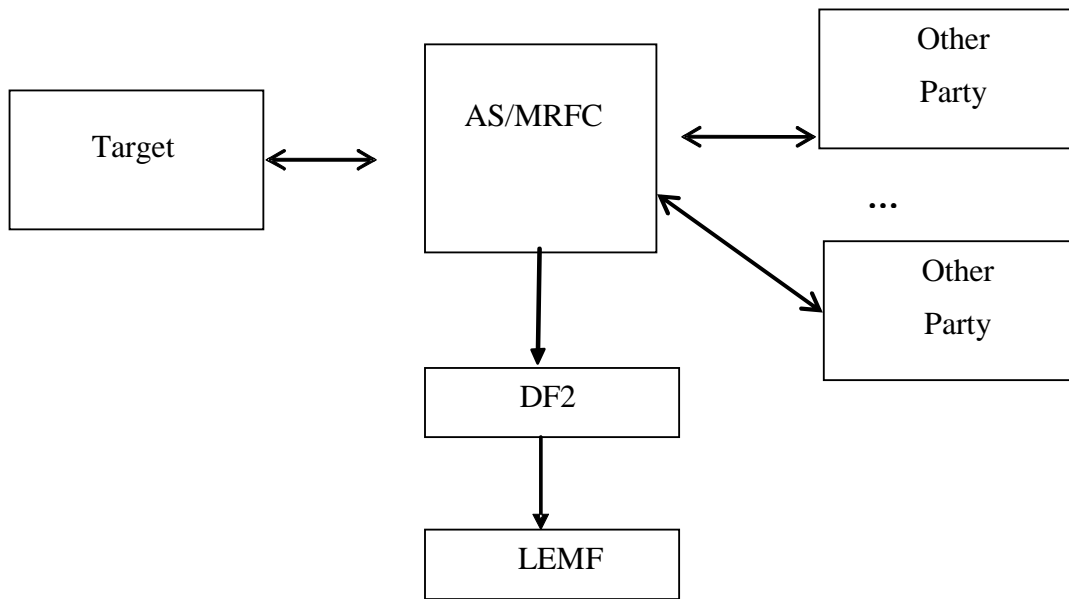 Target
AS/MRFC
Other
Party
...
Other
Party
DF2
LEMF